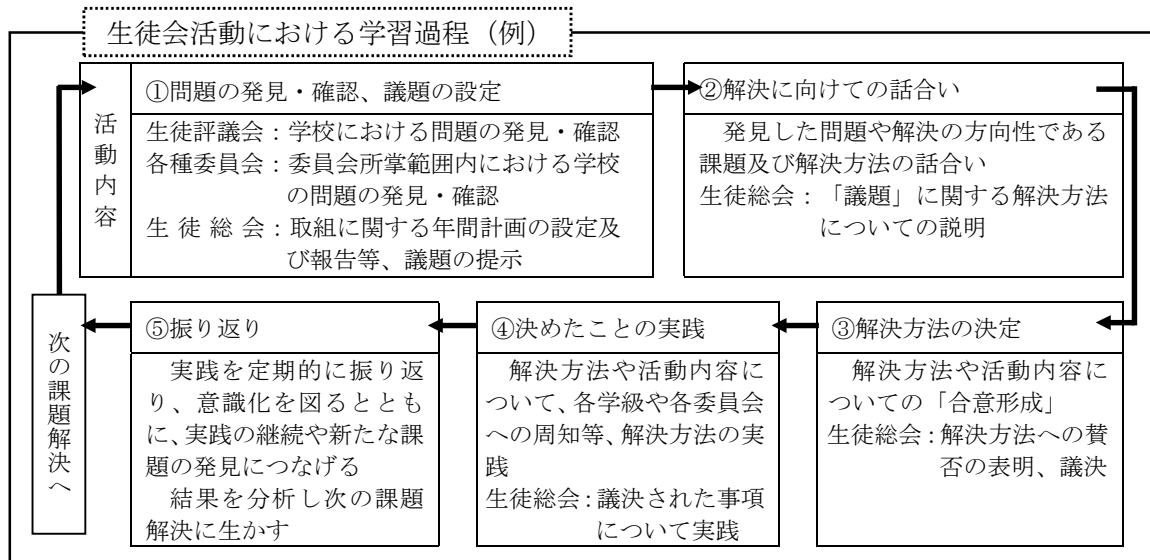 生徒会活動における学習過程（例）
活動内容
①問題の発見・確認、議題の設定
生徒評議会：学校における問題の発見・確認
各種委員会：委員会所掌範囲内における学校
の問題の発見・確認
生 徒 総 会：取組に関する年間計画の設定及
び報告等、議題の提示
②解決に向けての話合い
発見した問題や解決の方向性である
課題及び解決方法の話合い
生徒総会：「議題」に関する解決方法
についての説明
③解決方法の決定
解決方法や活動内容に
ついての「合意形成」
生徒総会：解決方法への賛
否の表明、議決
④決めたことの実践
解決方法や活動内容に
ついて、各学級や各委員会
への周知等、解決方法の実
践
生徒総会：議決された事項
について実践
⑤振り返り
実践を定期的に振り返
り、意識化を図るととも
に、実践の継続や新たな課
題の発見につなげる
結果を分析し次の課題
解決に生かす
次の課題解決へ